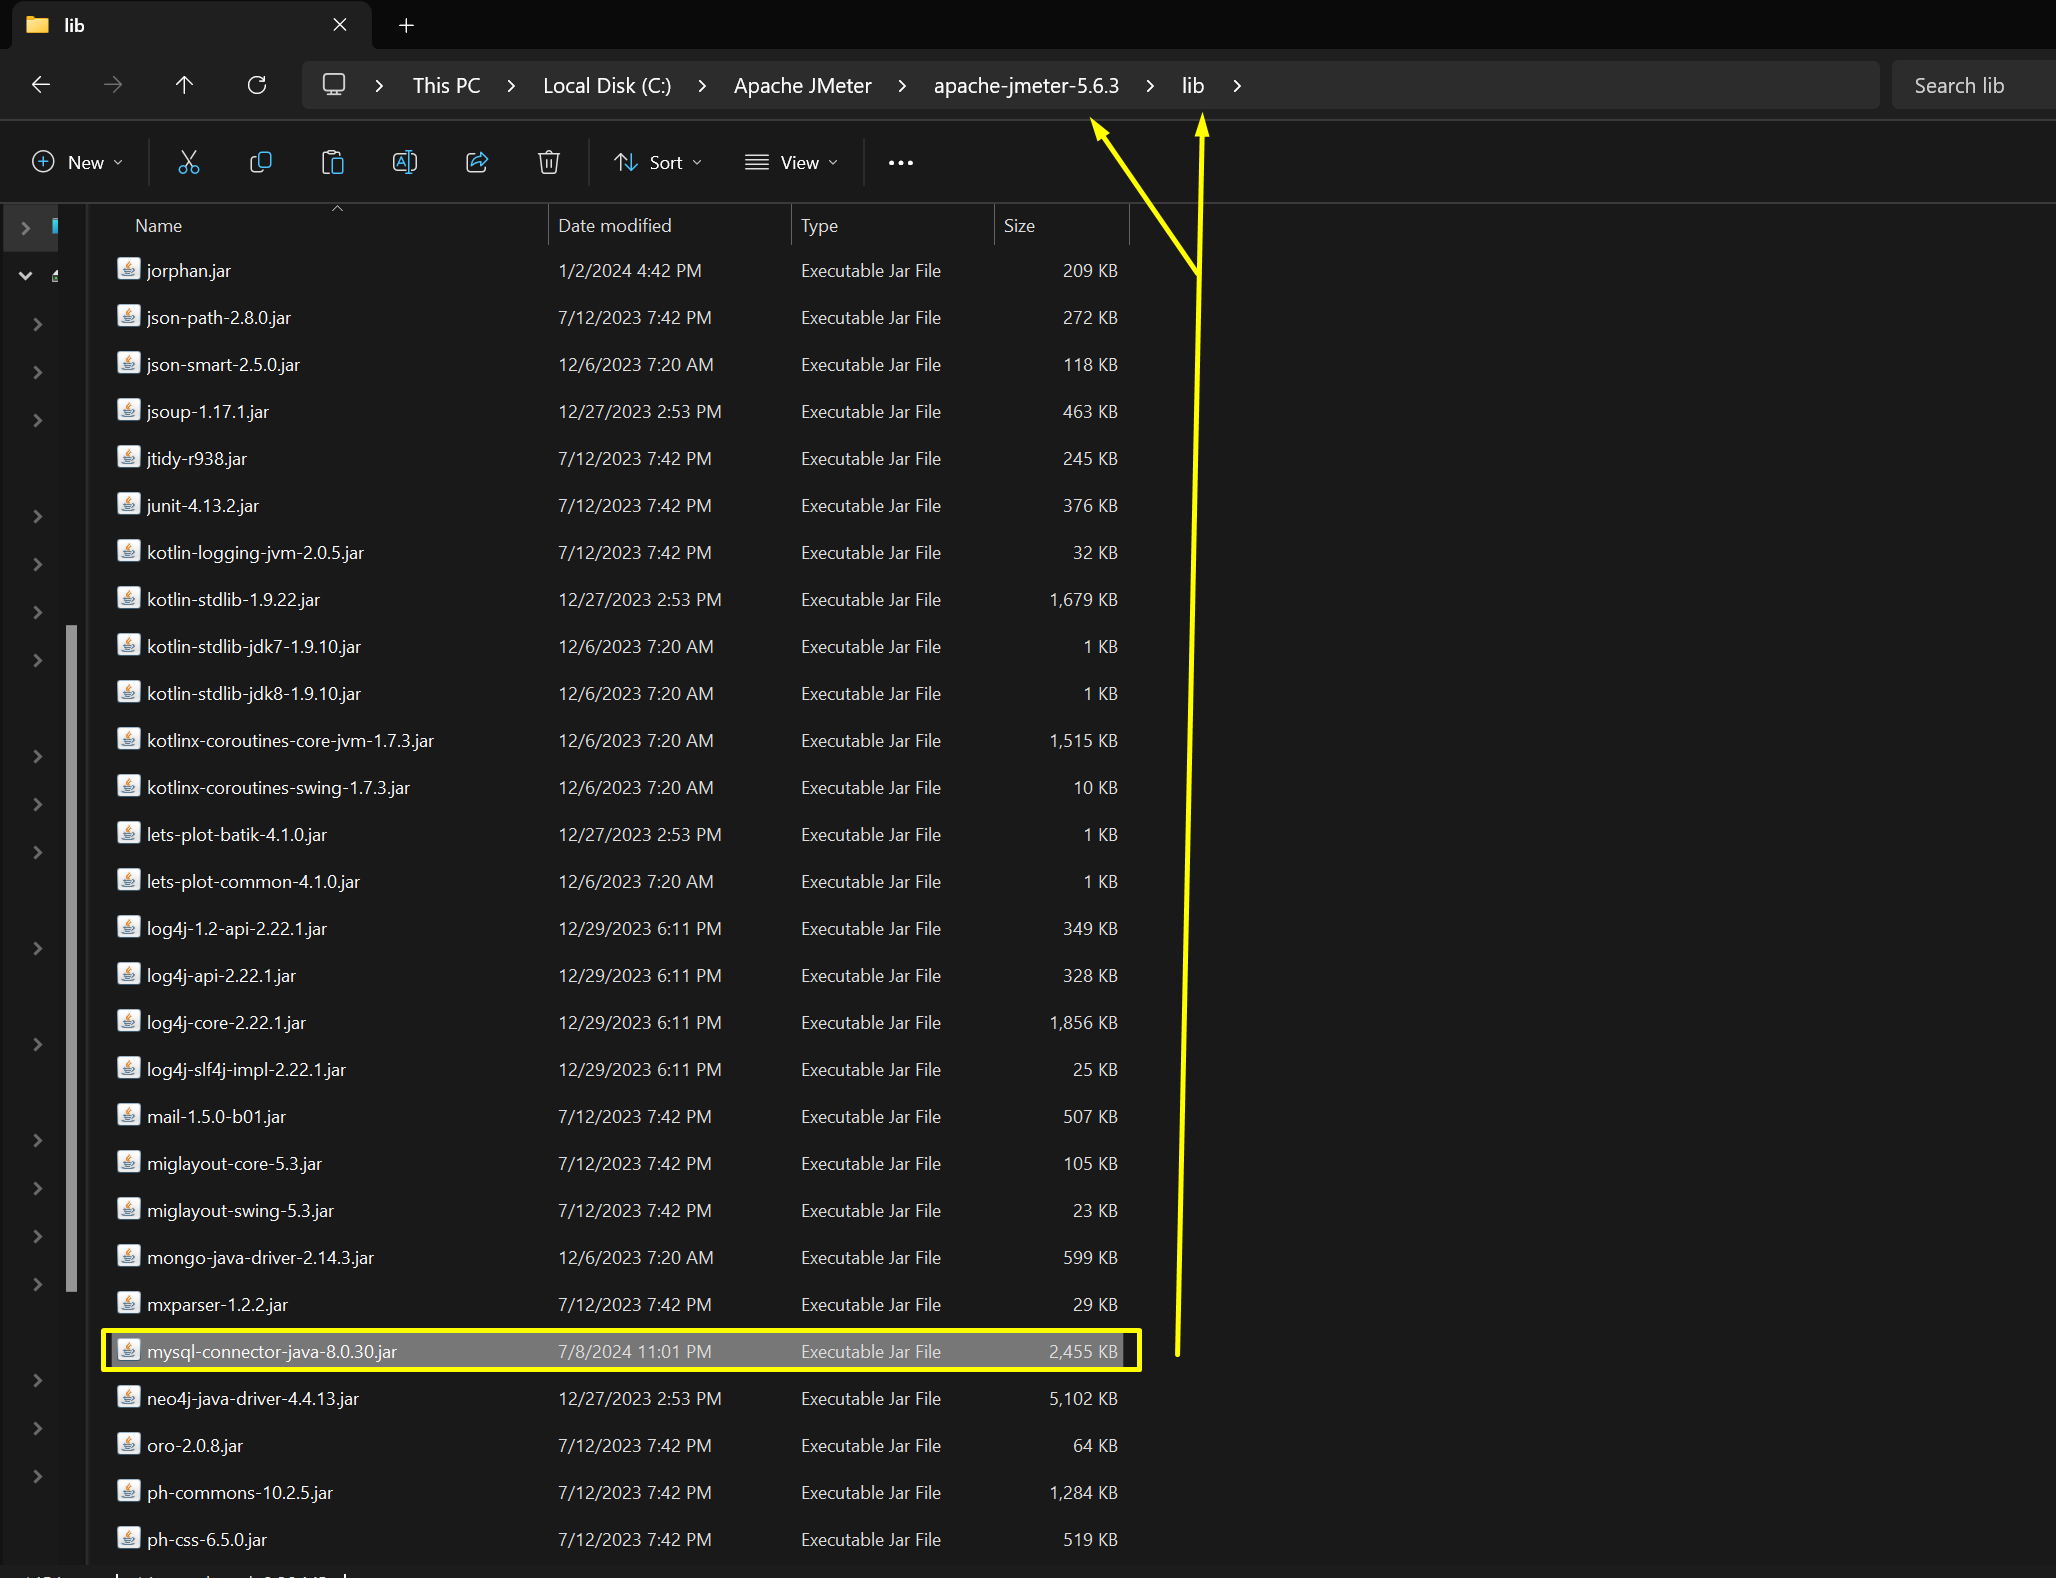 lib
This PC > Local Disk (C:) > Apache JMeter > apache-jmeter-5.6.3 > lib > Search lib
New Sort View
Name Date modified Type Size
jorphan.jar 1/2/2024 4:42 PM Executable Jar File 209 KB
json-path-2.8.0.jar 7/12/2023 7:42 PM Executable Jar File 272 KB
json-smart-2.5.0.jar 12/6/2023 7:20 AM Executable Jar File 118 KB
jsoup-1.17.1.jar 12/27/2023 2:53 PM Executable Jar File 463 KB
jtidy-r938.jar 7/12/2023 7:42 PM Executable Jar File 245 KB
junit-4.13.2.jar 7/12/2023 7:42 PM Executable Jar File 376 KB
kotlin-logging-jvm-2.0.5.jar 7/12/2023 7:42 PM Executable Jar File 32 KB
kotlin-stdlib-1.9.22.jar 12/27/2023 2:53 PM Executable Jar File 1,679 KB
kotlin-stdlib-jdk7-1.9.10.jar 12/6/2023 7:20 AM Executable Jar File 1 KB
kotlin-stdlib-jdk8-1.9.10.jar 12/6/2023 7:20 AM Executable Jar File 1 KB
kotlinx-coroutines-core-jvm-1.7.3.jar 12/6/2023 7:20 AM Executable Jar File 1,515 KB
kotlinx-coroutines-swing-1.7.3.jar 12/6/2023 7:20 AM Executable Jar File 10 KB
lets-plot-batik-4.1.0.jar 12/27/2023 2:53 PM Executable Jar File 1 KB
lets-plot-common-4.1.0.jar 12/6/2023 7:20 AM Executable Jar File 1 KB
log4j-1.2-api-2.22.1.jar 12/29/2023 6:11 PM Executable Jar File 349 KB
log4j-api-2.22.1.jar 12/29/2023 6:11 PM Executable Jar File 328 KB
log4j-core-2.22.1.jar 12/29/2023 6:11 PM Executable Jar File 1,856 KB
log4j-slf4j-impl-2.22.1.jar 12/29/2023 6:11 PM Executable Jar File 25 KB
mail-1.5.0-b01.jar 7/12/2023 7:42 PM Executable Jar File 507 KB
miglayout-core-5.3.jar 7/12/2023 7:42 PM Executable Jar File 105 KB
miglayout-swing-5.3.jar 7/12/2023 7:42 PM Executable Jar File 23 KB
mongo-java-driver-2.14.3.jar 12/6/2023 7:20 AM Executable Jar File 599 KB
mxparser-1.2.2.jar 7/12/2023 7:42 PM Executable Jar File 29 KB
mysql-connector-java-8.0.30.jar 7/8/2024 11:01 PM Executable Jar File 2,455 KB
neo4j-java-driver-4.4.13.jar 12/27/2023 2:53 PM Executable Jar File 5,102 KB
oro-2.0.8.jar 7/12/2023 7:42 PM Executable Jar File 64 KB
ph-commons-10.2.5.jar 7/12/2023 7:42 PM Executable Jar File 1,284 KB
ph-css-6.5.0.jar 7/12/2023 7:42 PM Executable Jar File 519 KB